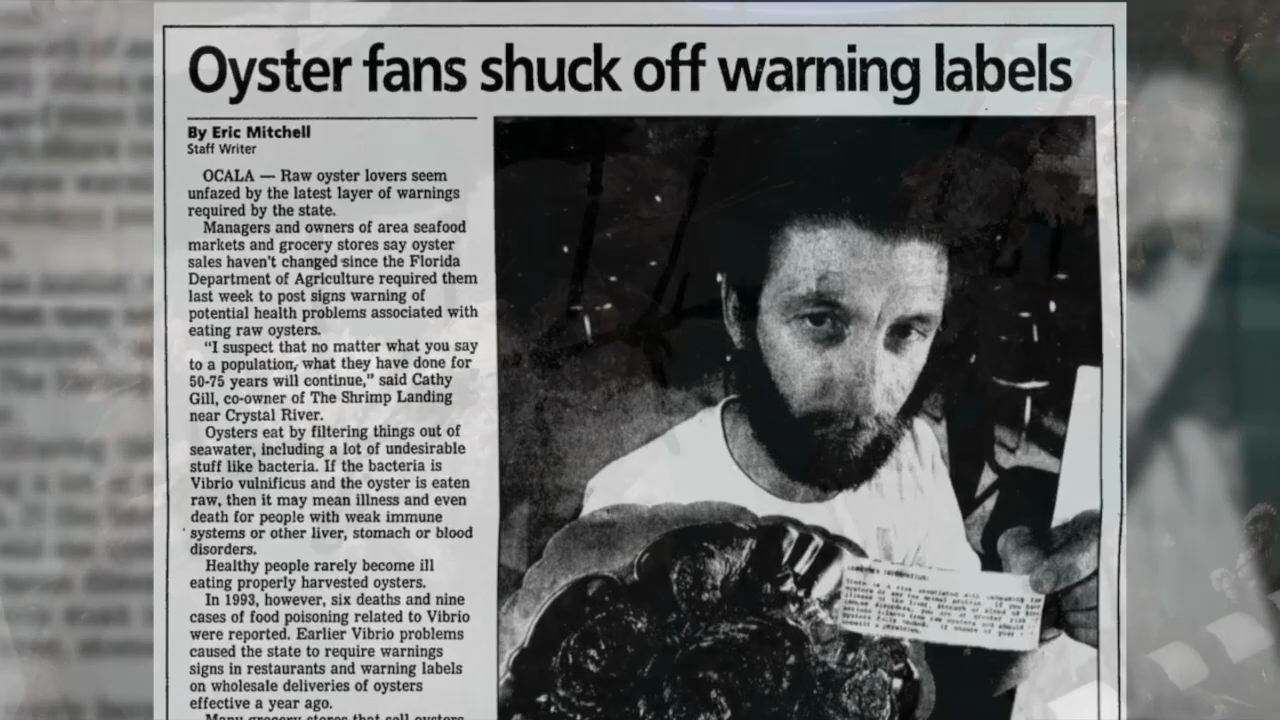 Oyster fans shuck off warning labels
By Eric Mitchell
Staff Writer
OCALA — Raw oyster lovers seem
unfazed by the latest layer of warnings
required by the state.
Managers and owners of area seafood
markets and grocery stores say oyster
sales haven't changed since the Florida
Department of Agriculture required them
last week to post signs warning of
potential health problems associated with
eating raw oysters.
"I suspect that no matter what you say
to a population, what they have done for
50-75 years will continue," said Cathy
Gill, co-owner of The Shrimp Landing
near Crystal River.
Oysters eat by filtering things out of
seawater, including a lot of undesirable
stuff like bacteria. If the bacteria is
Vibrio vulnificus and the oyster is eaten
raw, then it may mean illness and even
death for people with weak immune
systems or other liver, stomach or blood
disorders.
Healthy people rarely become ill
eating properly harvested oysters.
In 1993, however, six deaths and nine
cases of food poisoning related to Vibrio
were reported. Earlier Vibrio problems
caused the state to require warnings
signs in restaurants and warning labels
on wholesale deliveries of oysters
effective a year ago.
Many grocery stores that sell oysters